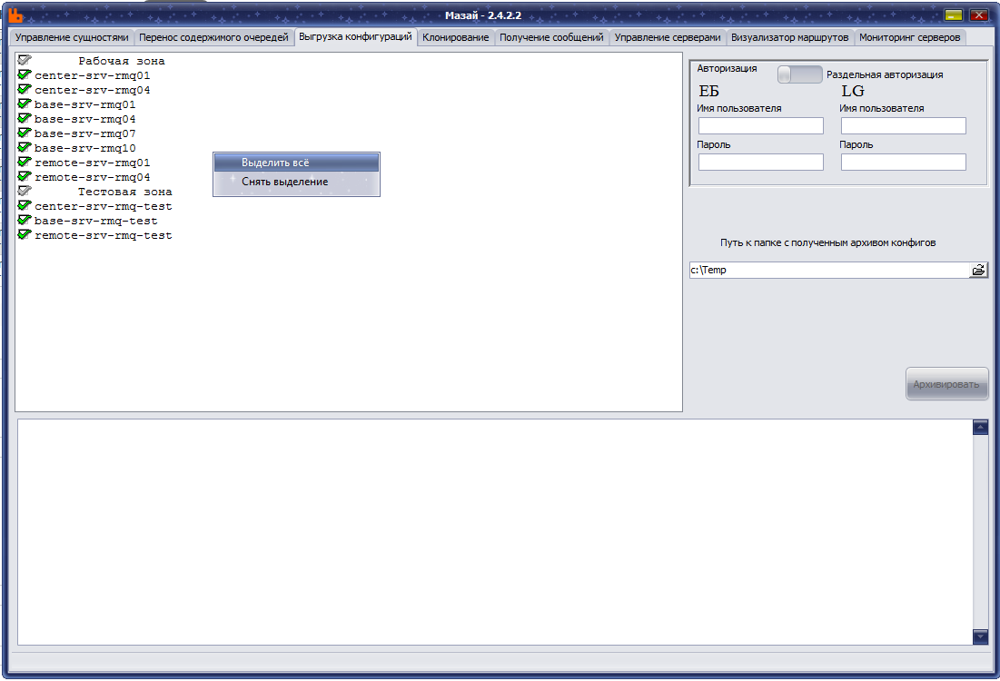 Мазай - 2.4.2.2
Управление сущностями Перенос содержимого очередей Выгрузка конфигураций Клонирование Получение сообщений Управление серверами Визуализатор маршрутов Мониторинг серверов
Рабочая зона
center-srv-rmq01
center-srv-rmq04
base-srv-rmq01
base-srv-rmq04
base-srv-rmq07
base-srv-rmq10
remote-srv-rmq01
remote-srv-rmq04
Тестовая зона
center-srv-rmq-test
base-srv-rmq-test
remote-srv-rmq-test
Выделить всё
Снять выделение
Авторизация
Раздельная авторизация
ЕБ LG
Имя пользователя Имя пользователя
Пароль Пароль
Путь к папке с полученным архивом конфигов
c:\Temp
Архивировать